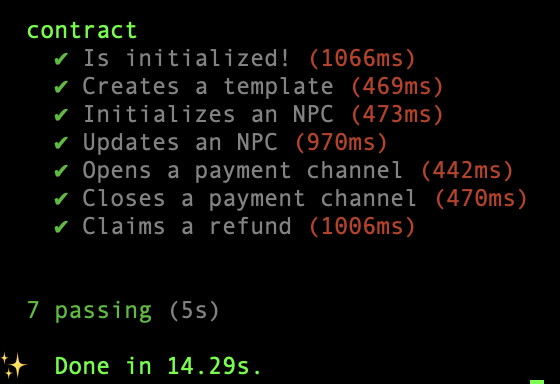 contract
✔ Is initialized! (1066ms)
✔ Creates a template (469ms)
✔ Initializes an NPC (473ms)
✔ Updates an NPC (970ms)
✔ Opens a payment channel (442ms)
✔ Closes a payment channel (470ms)
✔ Claims a refund (1006ms)
7 passing (5s)
✨ Done in 14.29s.